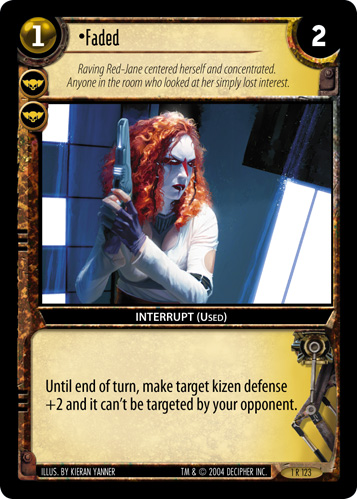 1
•Faded
2
Raving Red-Jane centered herself and concentrated.
Anyone in the room who looked at her simply lost interest.
INTERRUPT (USED)
Until end of turn, make target kizen defense
+2 and it can't be targeted by your opponent.
ILLUS. BY KIERAN YANNER
TM & © 2004 DECIPHER INC.
1 R 123